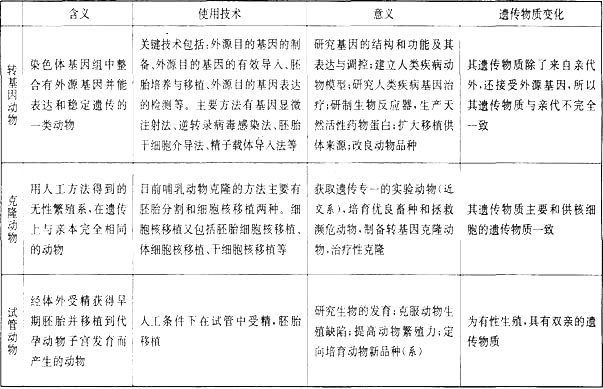 含义
使用技术
意义
遗传物质变化
转基因动物
染色体基因组中整
合有外源基因并能
表达和稳定遗传的
一类动物
关键技术包括:外源目的基因的制
备、外源目的基因的有效导入、胚
胎培养与移植、外源目的基因表达
的检测等。主要方法有基因显微
注射法、逆转录病毒感染法、胚胎
干细胞介导法、精子载体导入法等
研究基因的结构和功能及其
表达与调控;建立人类疾病动
物模型;研究人类疾病基因治
疗;研制生物反应器,生产天
然活性药物蛋白;扩大移植供
体来源;改良动物品种
其遗传物质除了来自亲代
外,还接受外源基因,所以
其遗传物质与亲代不完全
一致
克隆动物
用人工方法得到的
无性繁殖系,在遗传
上与亲本完全相同
的动物
目前哺乳动物克隆的方法主要有
胚胎分割和细胞核移植两种。细
胞核移植又包括胚胎细胞核移植、
体细胞核移植、干细胞核移植等
获取遗传专一的实验动物(近
交系),培育优良畜种和拯救
濒危动物,制备转基因克隆动
物,治疗性克隆
其遗传物质主要和供核细
胞的遗传物质一致
试管动物
经体外受精获得早
期胚胎并移植到代
孕动物子宫发育而
产生的动物
人工条件下在试管中受精,胚胎
移植
研究生物的发育;克服动物生
殖缺陷;提高动物繁殖力;定
向培育动物新品种(系)
为有性生殖,具有双亲的遗
传物质